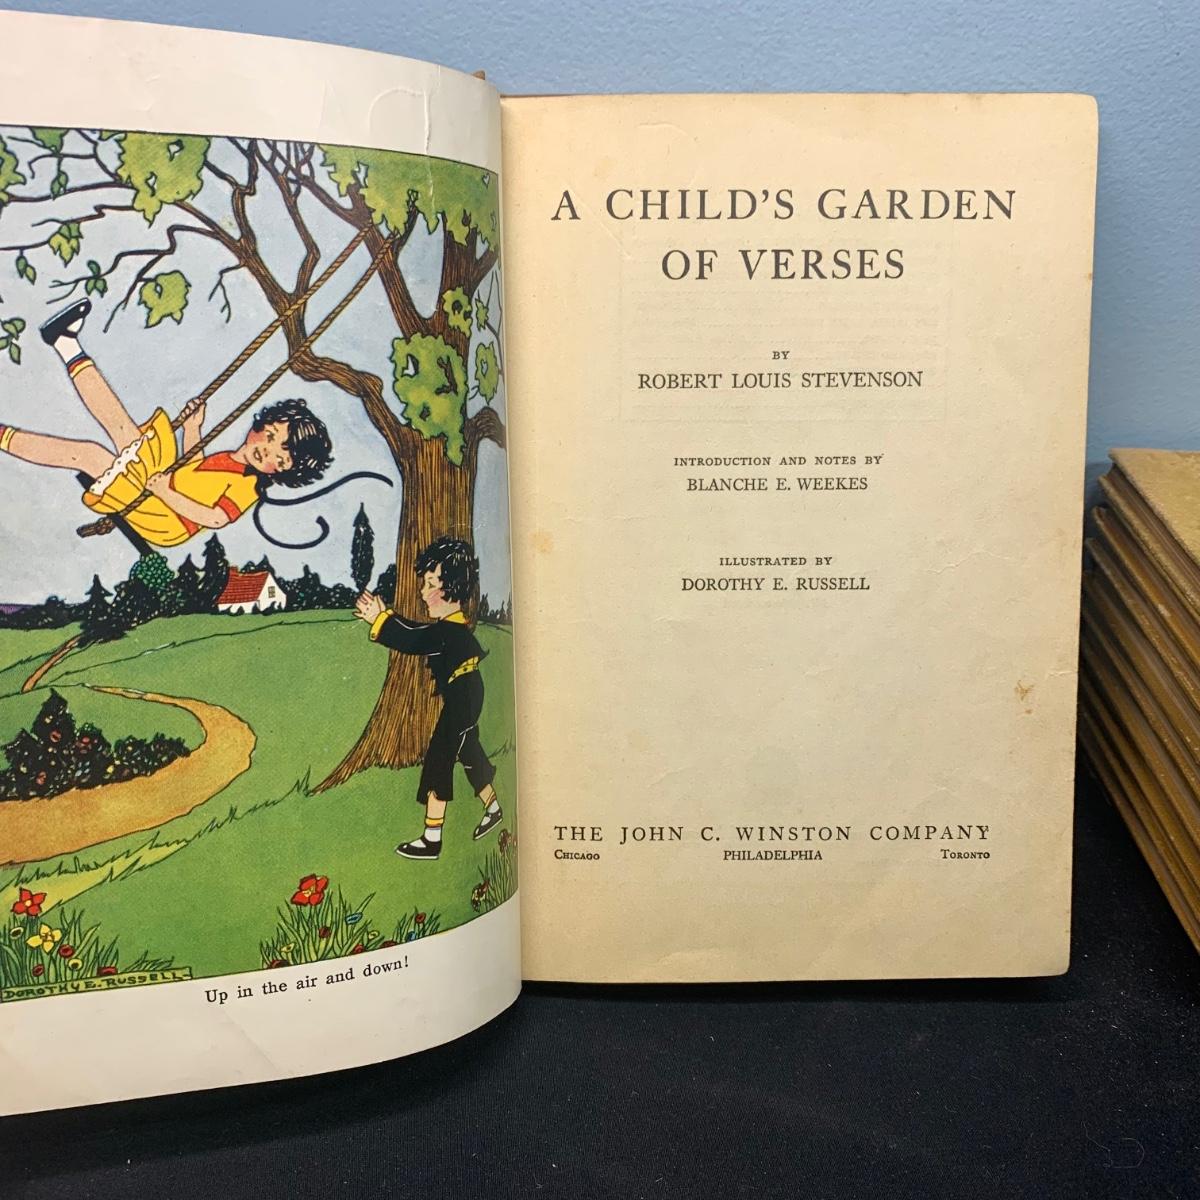 DOROTHY E. RUSSELL
Up in the air and down!
A CHILD'S GARDEN
OF VERSES
BY
ROBERT LOUIS STEVENSON
INTRODUCTION AND NOTES BY
BLANCHE E. WEEKES
ILLUSTRATED BY
DOROTHY E. RUSSELL
THE JOHN C. WINSTON COMPANY
CHICAGO PHILADELPHIA TORONTO